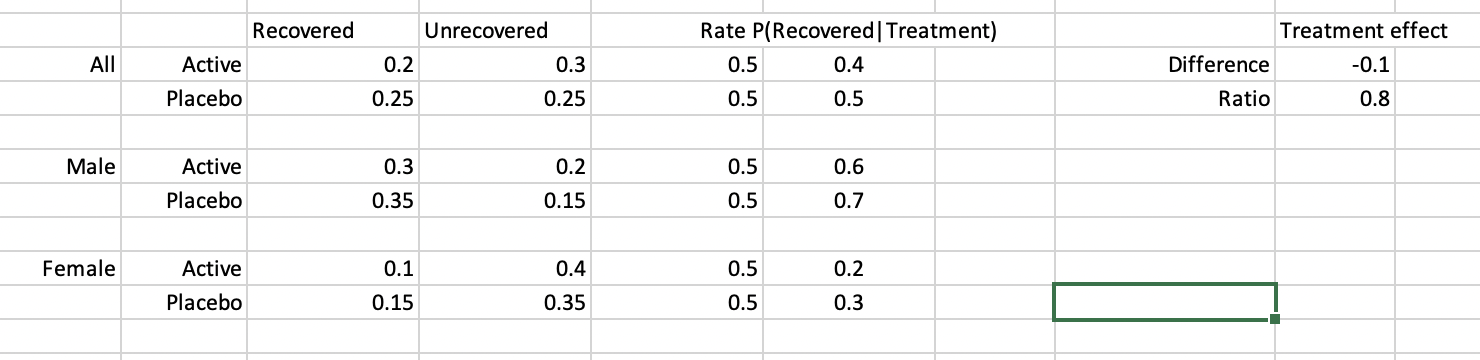 Recovered Unrecovered Rate P(Recovered|Treatment) Treatment effect
All Active 0.2 0.3 0.5 0.4 Difference -0.1
Placebo 0.25 0.25 0.5 0.5 Ratio 0.8
Male Active 0.3 0.2 0.5 0.6
Placebo 0.35 0.15 0.5 0.7
Female Active 0.1 0.4 0.5 0.2
Placebo 0.15 0.35 0.5 0.3